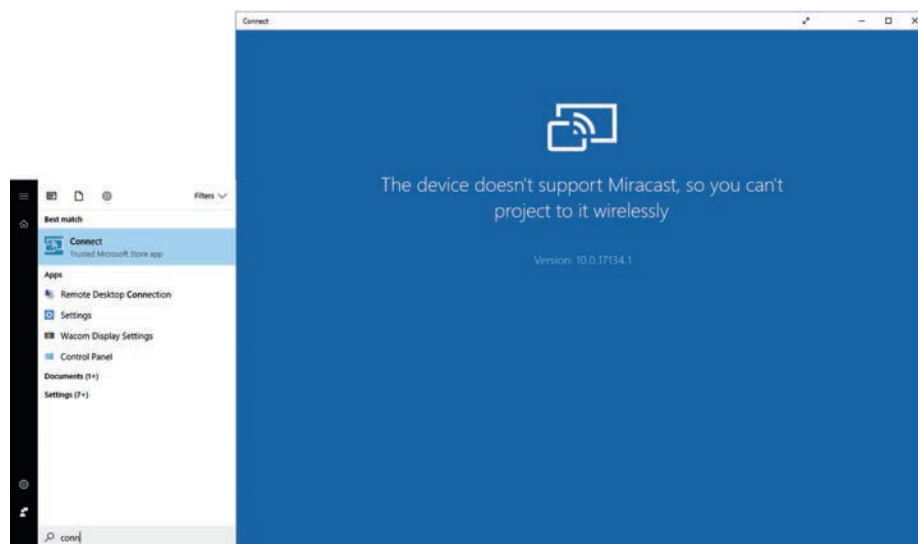 Connect
The device doesn't support Miracast, so you can't
project to it wirelessly
Version: 10.0.17134.1
Filters
Best match
Connect
Trusted Microsoft Store app
Apps
Remote Desktop Connection
Settings
Wacom Display Settings
Control Panel
Documents (1+)
Settings (7+)
conn